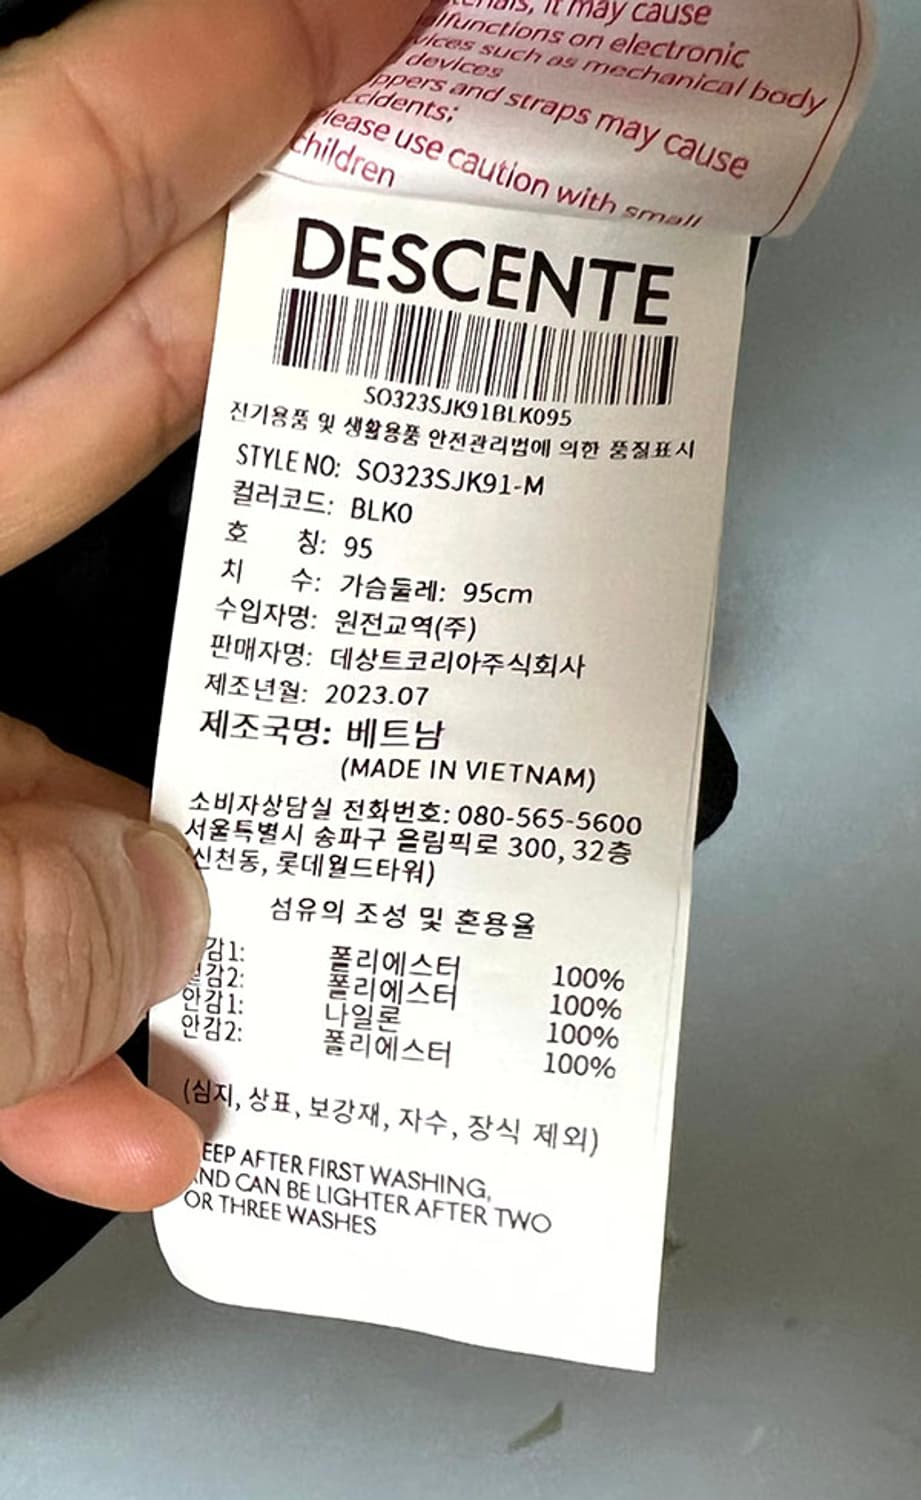 it may cause
functions on electronic
such as mechanical body
devices
and straps may cause
please use caution with small
children
DESCENTE
SO323SJK91BLK095
전기용품 및 생활용품 안전관리법에 의한 품질표시
STYLE NO: SO323SJK91-M
컬러코드: BLK0
호 칭: 95
치 수: 가슴둘레: 95cm
수입자명: 원전교역(주)
판매자명: 데상트코리아주식회사
제조년월: 2023.07
제조국명: 베트남
(MADE IN VIETNAM)
소비자상담실 전화번호: 080-565-5600
서울특별시 송파구 올림픽로 300, 32층
(신천동, 롯데월드타워)
섬유의 조성 및 혼용율
감1: 폴리에스터 100%
감2: 폴리에스터 100%
안감1: 나일론 100%
안감2: 폴리에스터 100%
(심지, 상표, 보강재, 자수, 장식 제외)
EEP AFTER FIRST WASHING,
AND CAN BE LIGHTER AFTER TWO
OR THREE WASHES